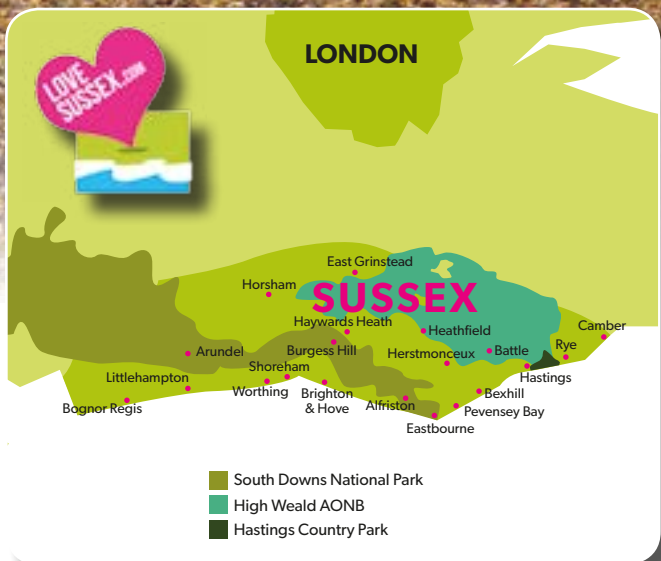 LOVE
SUSSEX.com
LONDON
East Grinstead
Horsham
SUSSEX
Haywards Heath
Heathfield
Camber
Rye
Arundel
Burgess Hill
Herstmonceux
Battle
Shoreham
Hastings
Littlehampton
Worthing
Brighton
& Hove
Alfriston
Bexhill
Bognor Regis
Pevensey Bay
Eastbourne
South Downs National Park
High Weald AONB
Hastings Country Park